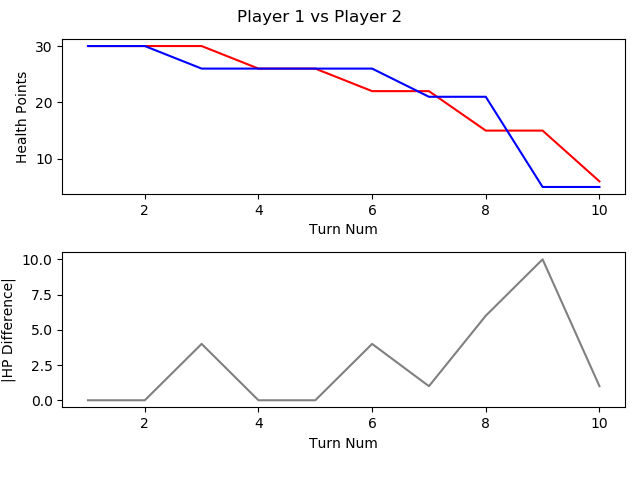 Player 1 vs Player 2
30
20
10
Health Points
2 4 6 8 10
Turn Num
10.0
7.5
5.0
2.5
0.0
|HP Difference|
2 4 6 8 10
Turn Num